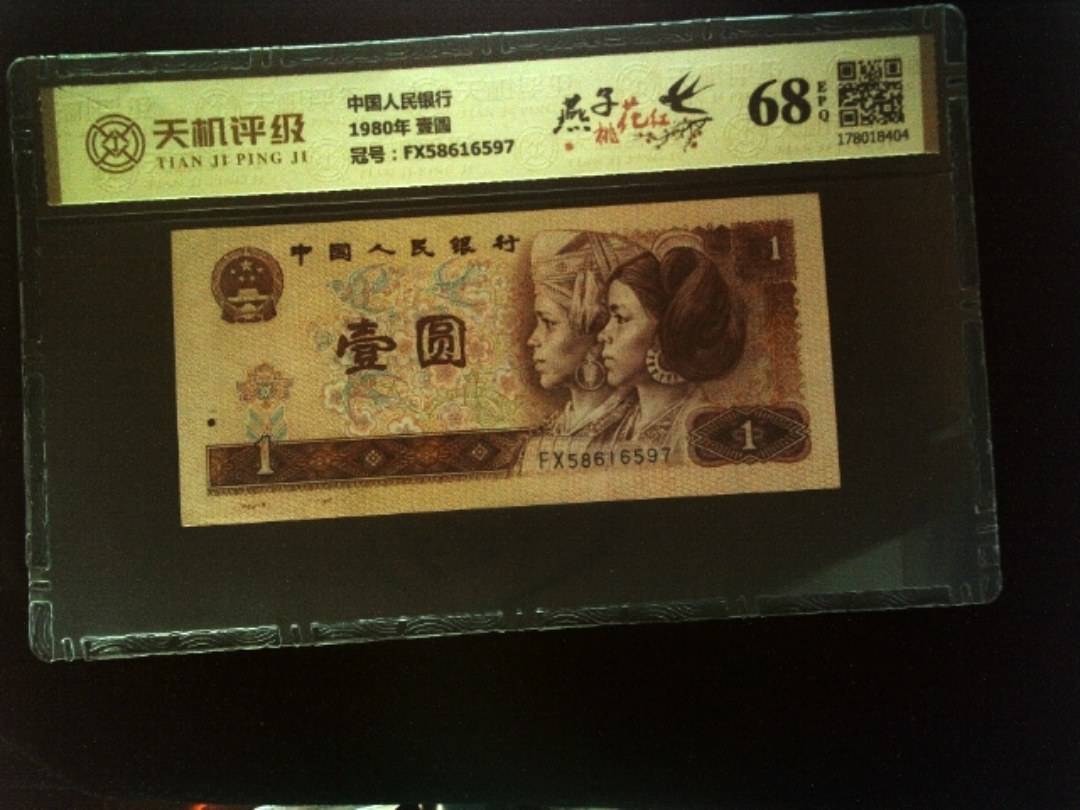 天机评级
TIAN JI PING JI
中国人民银行
1980年 壹圆
冠号：FX58616597
燕子
桃花红
68
EPQ
178018404
中国人民银行
壹圆
1
1
1
FX58616597